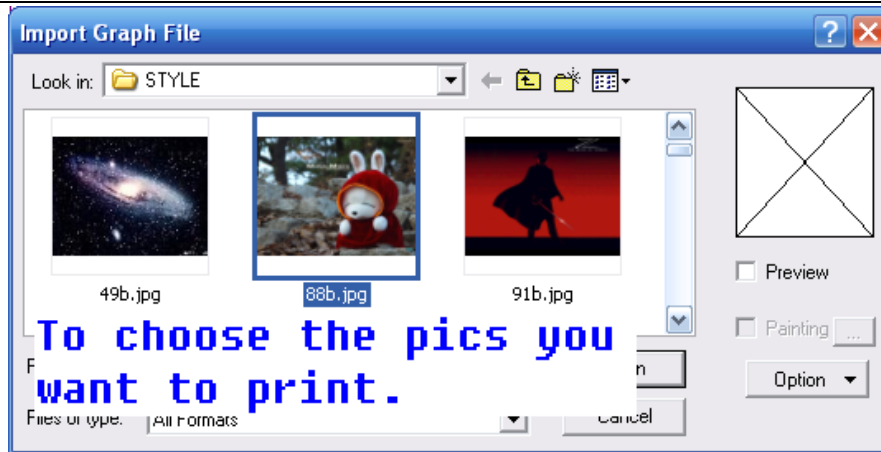 Import Graph File
Look in: STYLE
49b.jpg 88b.jpg 91b.jpg
Preview
Painting ...
Option
To choose the pics you
want to print.
Files of type: All Formats
Cancel